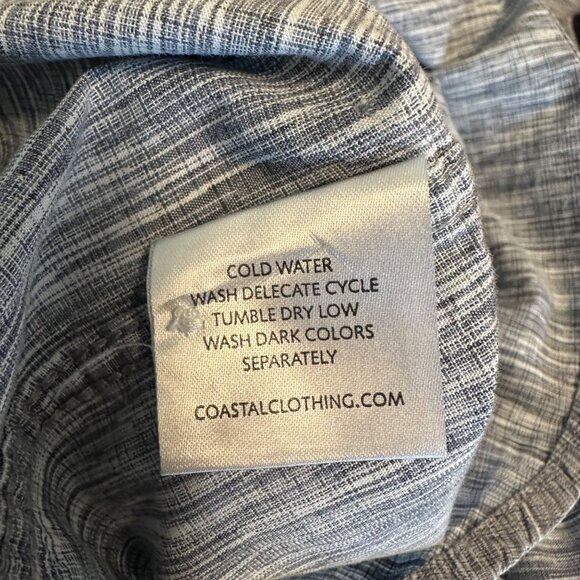 COLD WATER
WASH DELECATE CYCLE
TUMBLE DRY LOW
WASH DARK COLORS
SEPARATELY
COASTALCLOTHING.COM